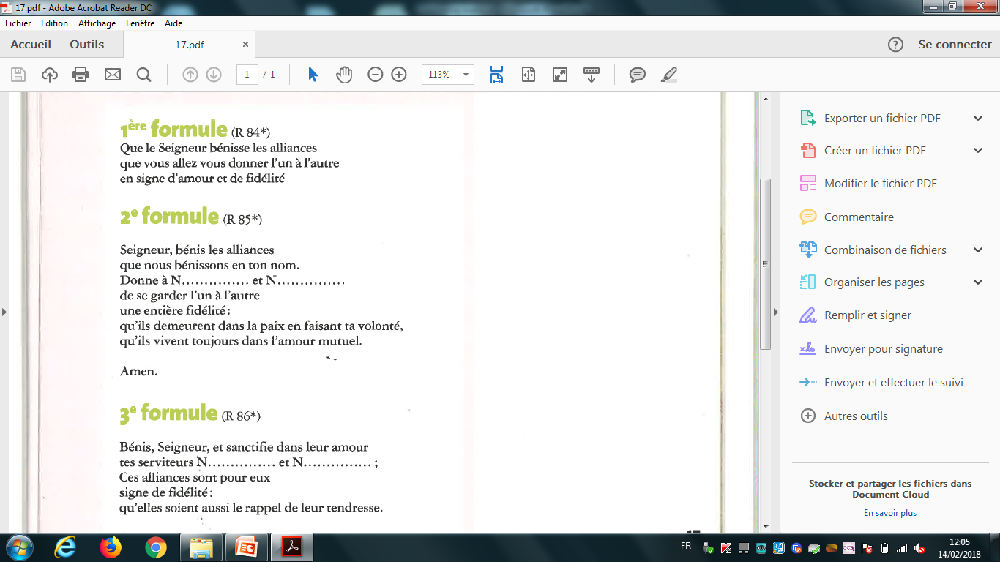 17.pdf - Adobe Acrobat Reader DC
Fichier Edition Affichage Fenêtre Aide
Accueil Outils 17.pdf × ? Se connecter
1 / 1 113%
1ère formule (R 84*)
Que le Seigneur bénisse les alliances
que vous allez vous donner l'un à l'autre
en signe d'amour et de fidélité
2e formule (R 85*)
Seigneur, bénis les alliances
que nous bénissons en ton nom.
Donne à N............... et N...............
de se garder l'un à l'autre
une entière fidélité :
qu'ils demeurent dans la paix en faisant ta volonté,
qu'ils vivent toujours dans l'amour mutuel.
Amen.
3e formule (R 86*)
Bénis, Seigneur, et sanctifie dans leur amour
tes serviteurs N............... et N............... ;
Ces alliances sont pour eux
signe de fidélité :
qu'elles soient aussi le rappel de leur tendresse.
Exporter un fichier PDF
Créer un fichier PDF
Modifier le fichier PDF
Commentaire
Combinaison de fichiers
Organiser les pages
Remplir et signer
Envoyer pour signature
Envoyer et effectuer le suivi
Autres outils
Stocker et partager les fichiers dans
Document Cloud
En savoir plus
FR
12:05
14/02/2018